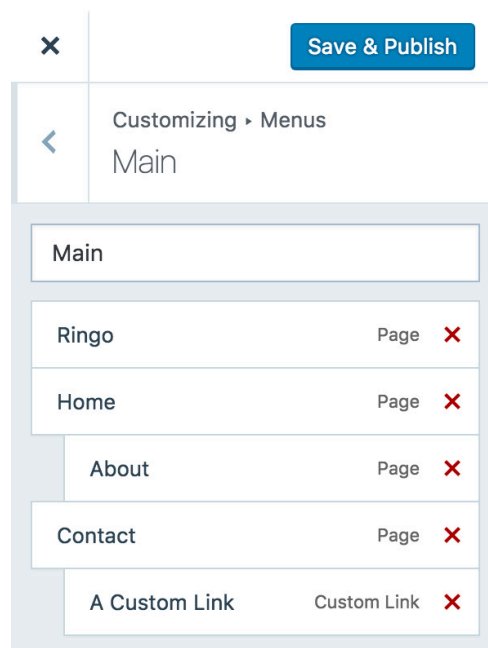 Save & Publish
Customizing ▸ Menus
Main
Main
Ringo Page
Home Page
About Page
Contact Page
A Custom Link Custom Link